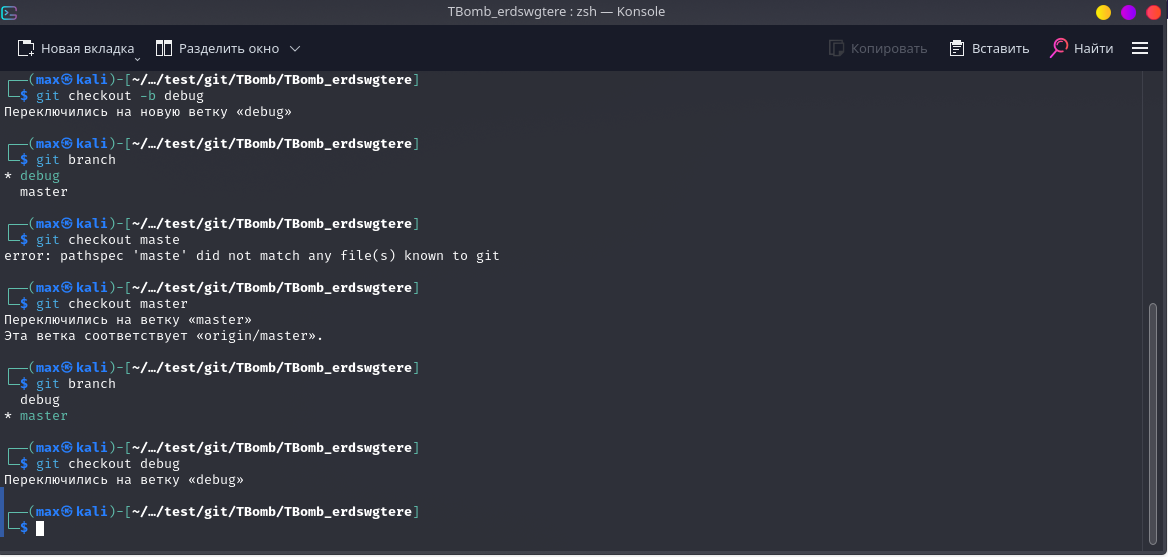 TBomb_erdswgtere : zsh — Konsole
Новая вкладка
Разделить окно
Копировать
Вставить
Найти
┌──(max㉿kali)-[~/…/test/git/TBomb/TBomb_erdswgtere]
└─$ git checkout -b debug
Переключились на новую ветку «debug»
┌──(max㉿kali)-[~/…/test/git/TBomb/TBomb_erdswgtere]
└─$ git branch
* debug
master
┌──(max㉿kali)-[~/…/test/git/TBomb/TBomb_erdswgtere]
└─$ git checkout maste
error: pathspec 'maste' did not match any file(s) known to git
┌──(max㉿kali)-[~/…/test/git/TBomb/TBomb_erdswgtere]
└─$ git checkout master
Переключились на ветку «master»
Эта ветка соответствует «origin/master».
┌──(max㉿kali)-[~/…/test/git/TBomb/TBomb_erdswgtere]
└─$ git branch
debug
* master
┌──(max㉿kali)-[~/…/test/git/TBomb/TBomb_erdswgtere]
└─$ git checkout debug
Переключились на ветку «debug»
┌──(max㉿kali)-[~/…/test/git/TBomb/TBomb_erdswgtere]
└─$